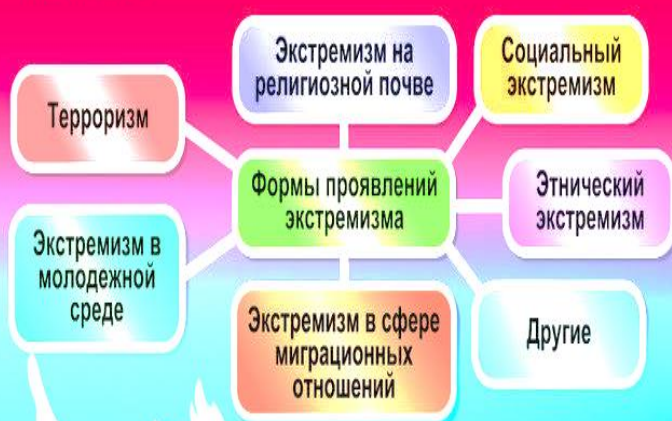 Экстремизм на
религиозной почве
Социальный
экстремизм
Терроризм
Формы проявлений
экстремизма
Этнический
экстремизм
Экстремизм в
молодежной
среде
Экстремизм в сфере
миграционных
отношений
Другие